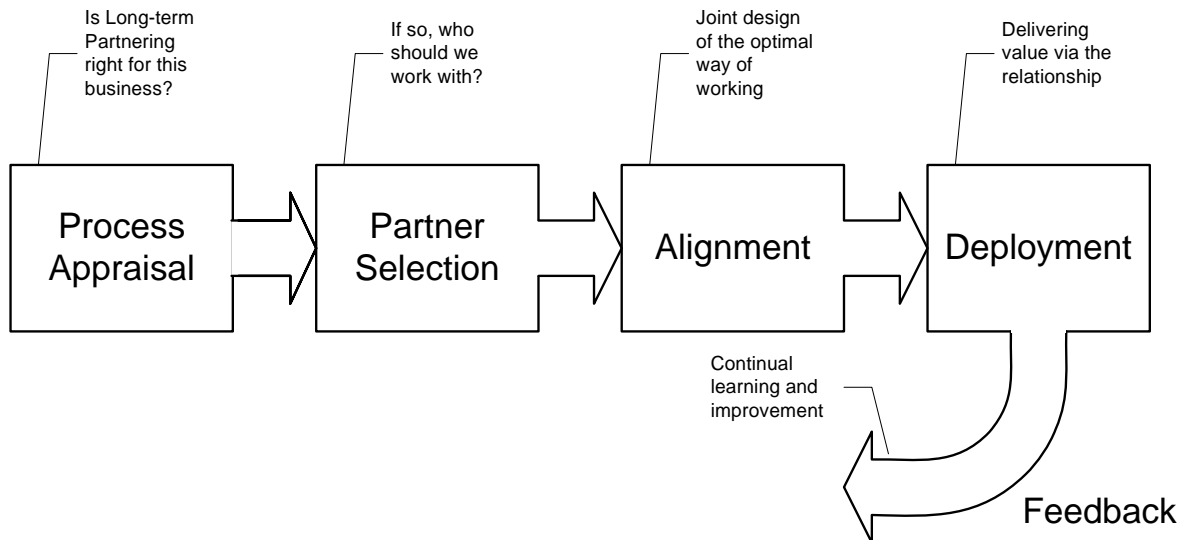 Is Long-term
Partnering
right for this
business?
If so, who
should we
work with?
Joint design
of the optimal
way of
working
Delivering
value via the
relationship
Process
Appraisal
Partner
Selection
Alignment
Deployment
Continual
learning and
improvement
Feedback